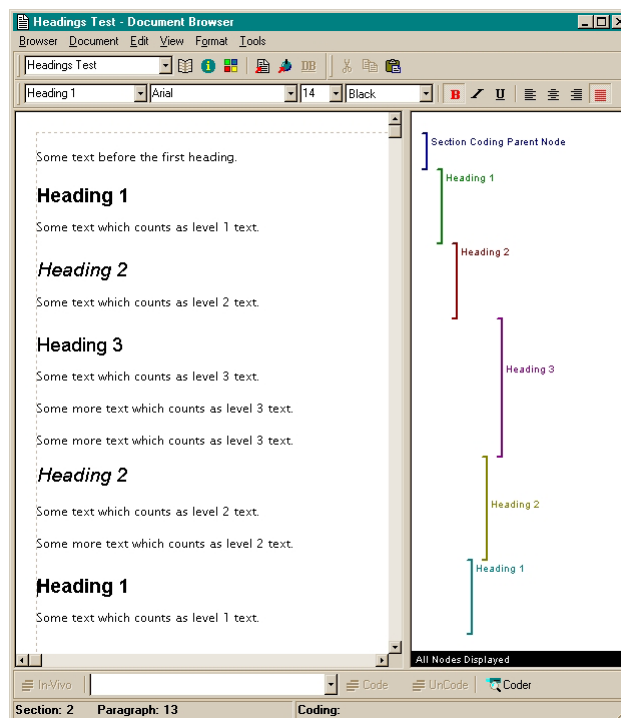 Headings Test - Document Browser
Browser Document Edit View Format Tools
Headings Test DB
Heading 1 Arial 14 Black B I U
Some text before the first heading.
Heading 1
Some text which counts as level 1 text.
Heading 2
Some text which counts as level 2 text.
Heading 3
Some text which counts as level 3 text.
Some more text which counts as level 3 text.
Some more text which counts as level 3 text.
Heading 2
Some text which counts as level 2 text.
Some more text which counts as level 2 text.
Heading 1
Some text which counts as level 1 text.
Section Coding Parent Node
Heading 1
Heading 2
Heading 3
Heading 2
Heading 1
All Nodes Displayed
In-Vivo Code UnCode Coder
Section: 2 Paragraph: 13 Coding: